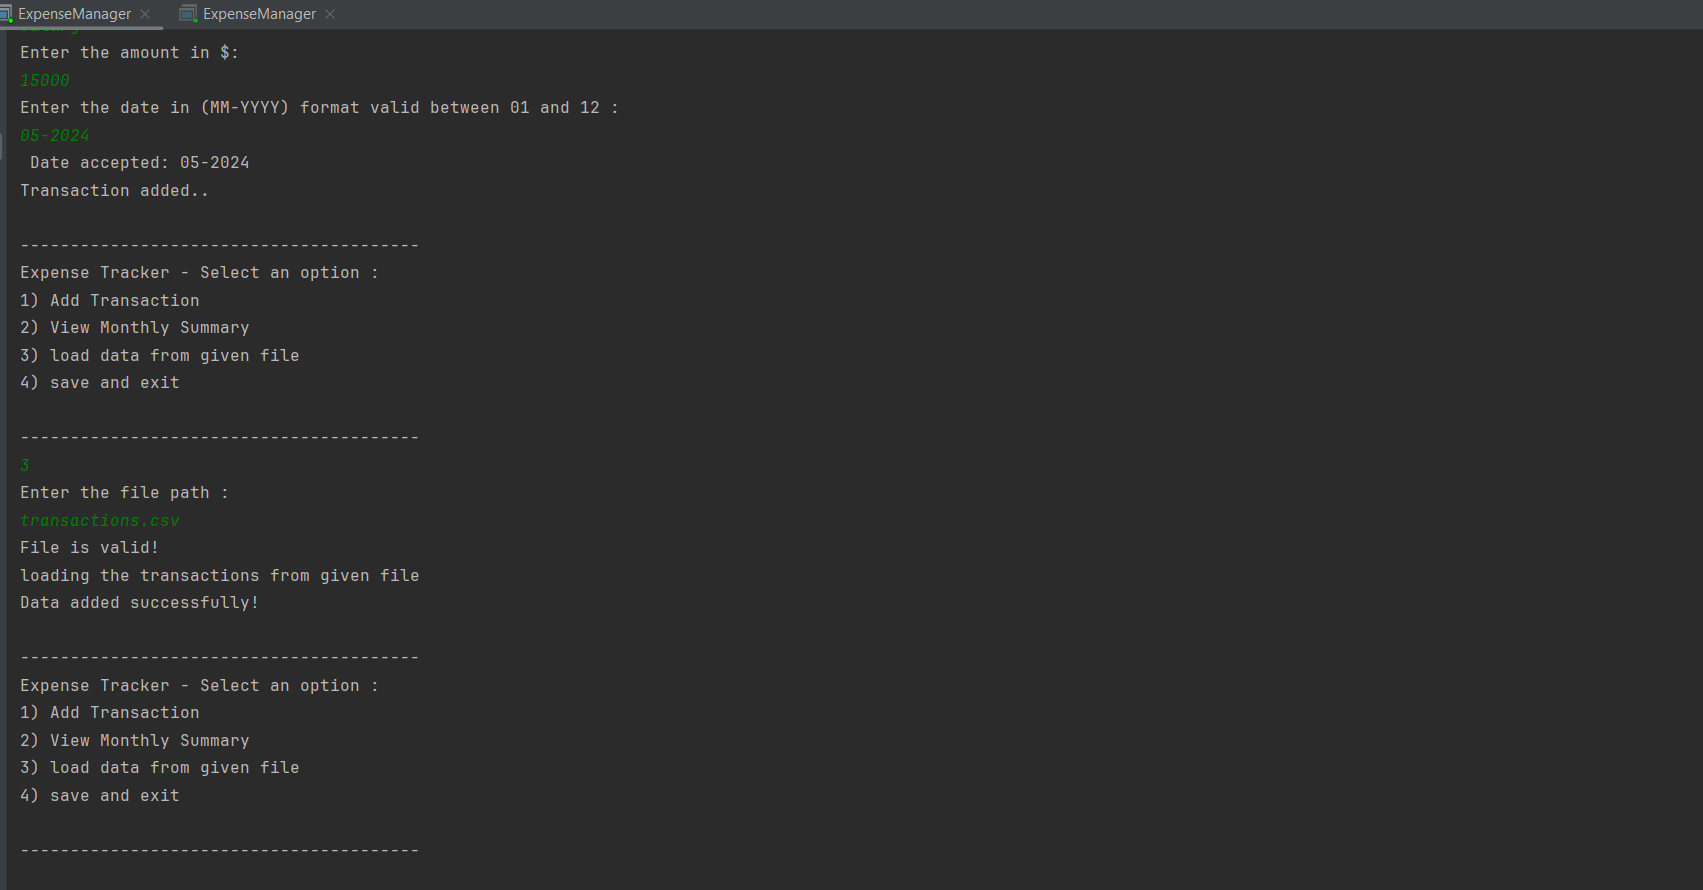 ExpenseManager ExpenseManager
Enter the amount in $:
15000
Enter the date in (MM-YYYY) format valid between 01 and 12 :
05-2024
Date accepted: 05-2024
Transaction added..
----------------------------------------
Expense Tracker - Select an option :
1) Add Transaction
2) View Monthly Summary
3) load data from given file
4) save and exit
----------------------------------------
3
Enter the file path :
transactions.csv
File is valid!
loading the transactions from given file
Data added successfully!
----------------------------------------
Expense Tracker - Select an option :
1) Add Transaction
2) View Monthly Summary
3) load data from given file
4) save and exit
----------------------------------------